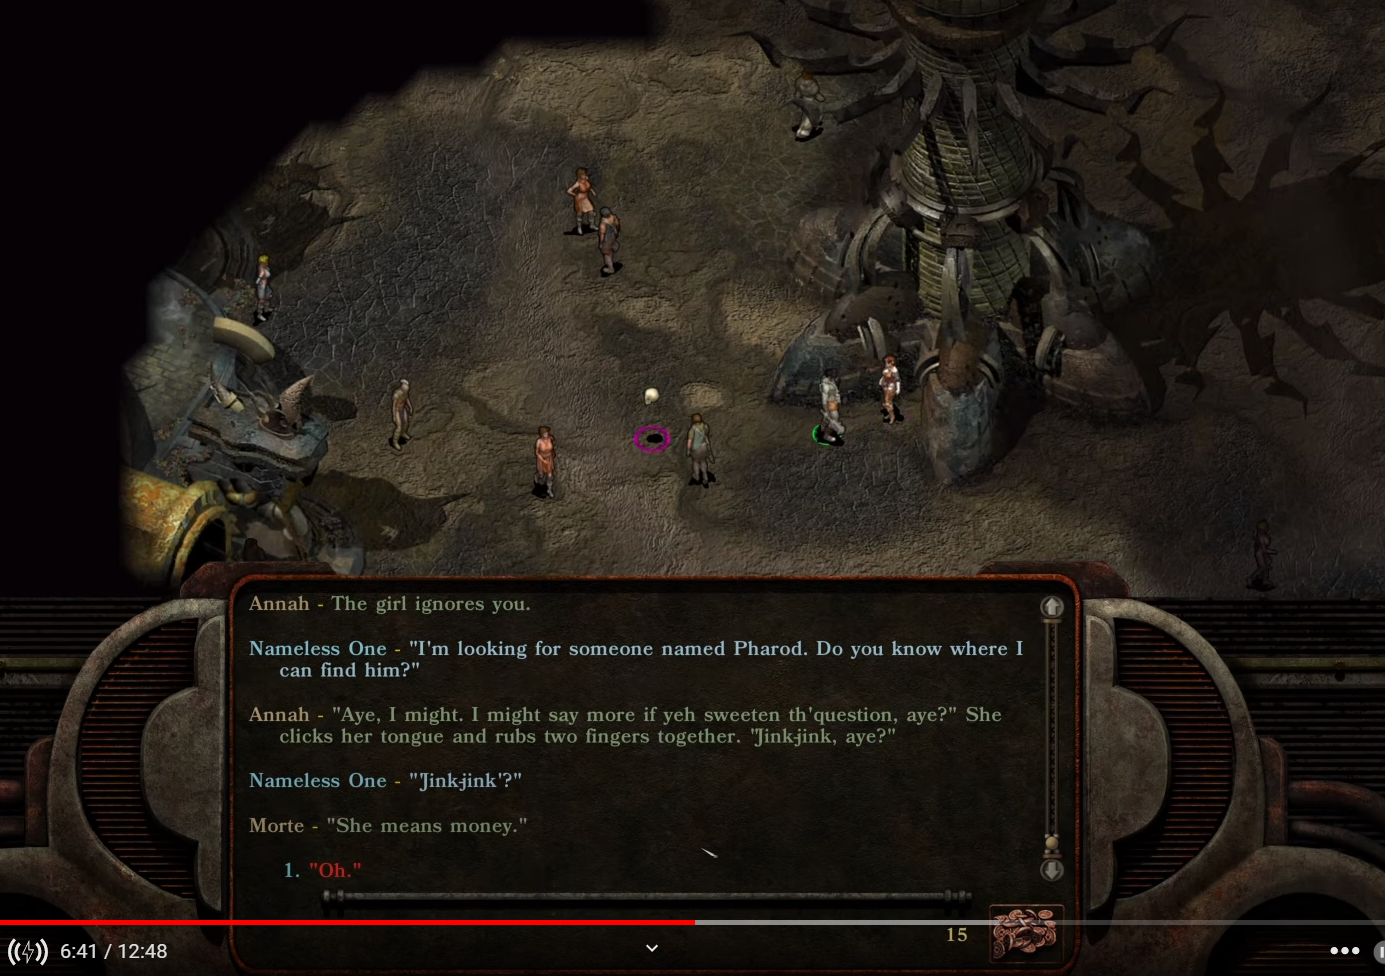 Annah - The girl ignores you.
Nameless One - "I'm looking for someone named Pharod. Do you know where I
can find him?"
Annah - "Aye, I might. I might say more if yeh sweeten th'question, aye?" She
clicks her tongue and rubs two fingers together. "Jink-jink, aye?"
Nameless One - "'Jink-jink'?"
Morte - "She means money."
1. "Oh."
15
6:41 / 12:48